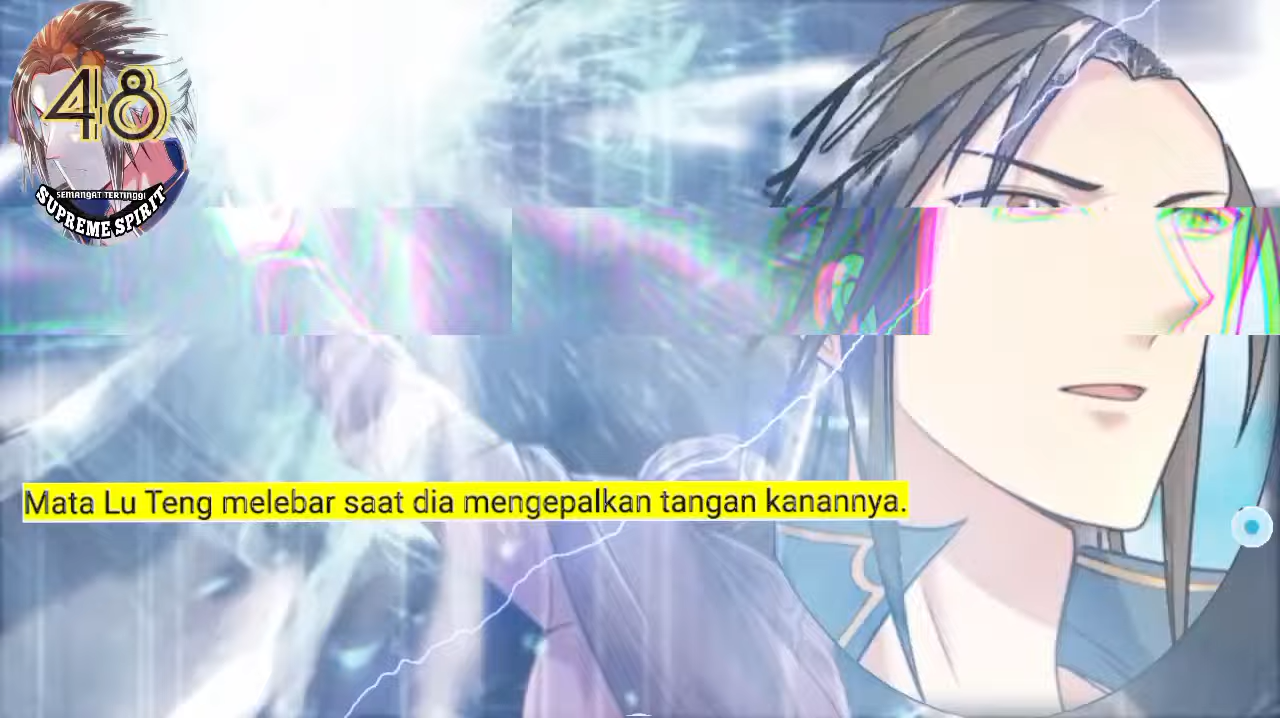 48
SEMANGAT TERTINGGI
SUPREME SPIRIT
Mata Lu Teng melebar saat dia mengepalkan tangan kanannya.